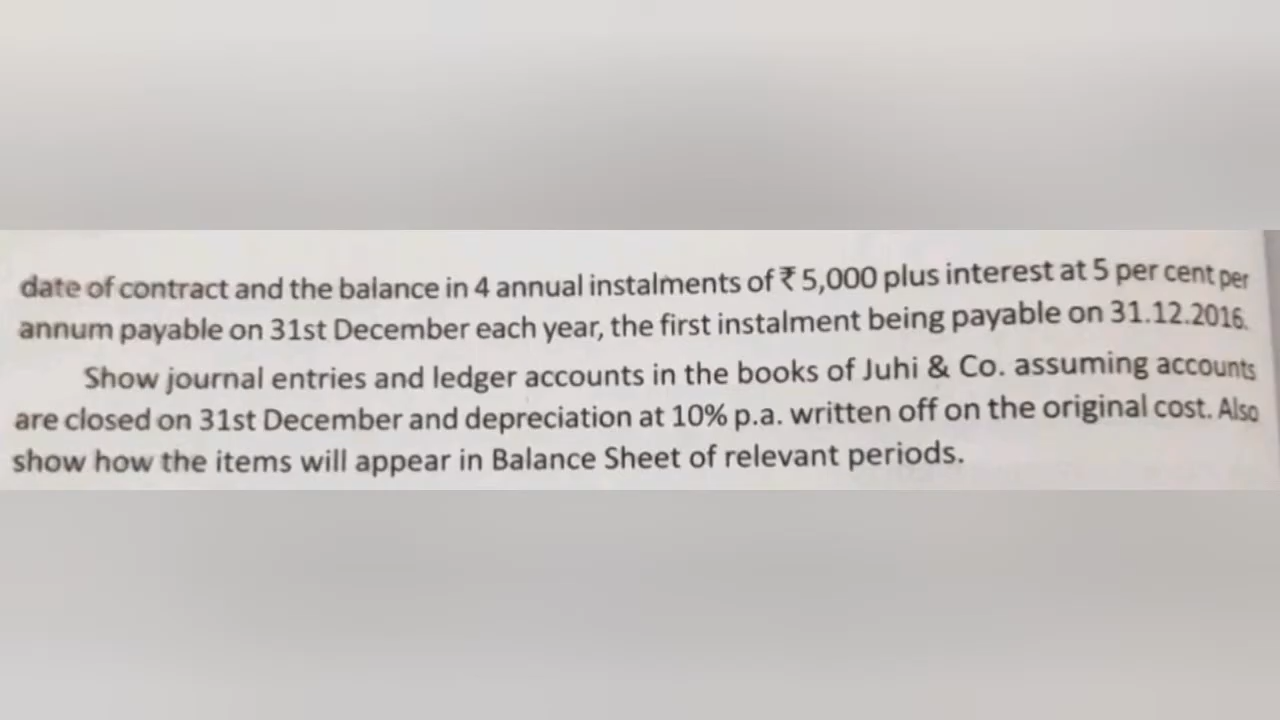 date of contract and the balance in 4 annual instalments of ₹ 5,000 plus interest at 5 per cent per
annum payable on 31st December each year, the first instalment being payable on 31.12.2016.
Show journal entries and ledger accounts in the books of Juhi & Co. assuming accounts
are closed on 31st December and depreciation at 10% p.a. written off on the original cost. Also
show how the items will appear in Balance Sheet of relevant periods.